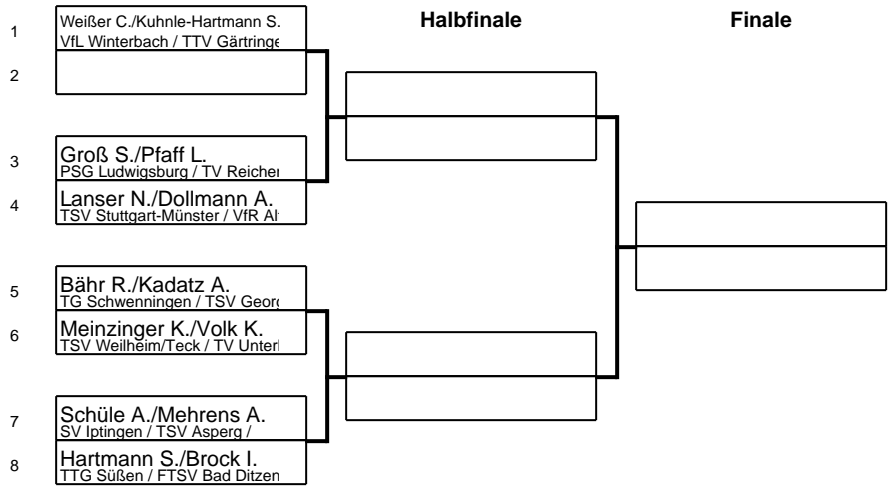 Halbfinale
Finale
1
Weißer C./Kuhnle-Hartmann S.
VfL Winterbach / TTV Gärtringe
2
3
Groß S./Pfaff L.
PSG Ludwigsburg / TV Reicher
4
Lanser N./Dollmann A.
TSV Stuttgart-Münster / VfR Al
5
Bähr R./Kadatz A.
TG Schwenningen / TSV Georg
6
Meinzinger K./Volk K.
TSV Weilheim/Teck / TV Unter
7
Schüle A./Mehrens A.
SV Iptingen / TSV Asperg /
8
Hartmann S./Brock I.
TTG Süßen / FTSV Bad Ditzen